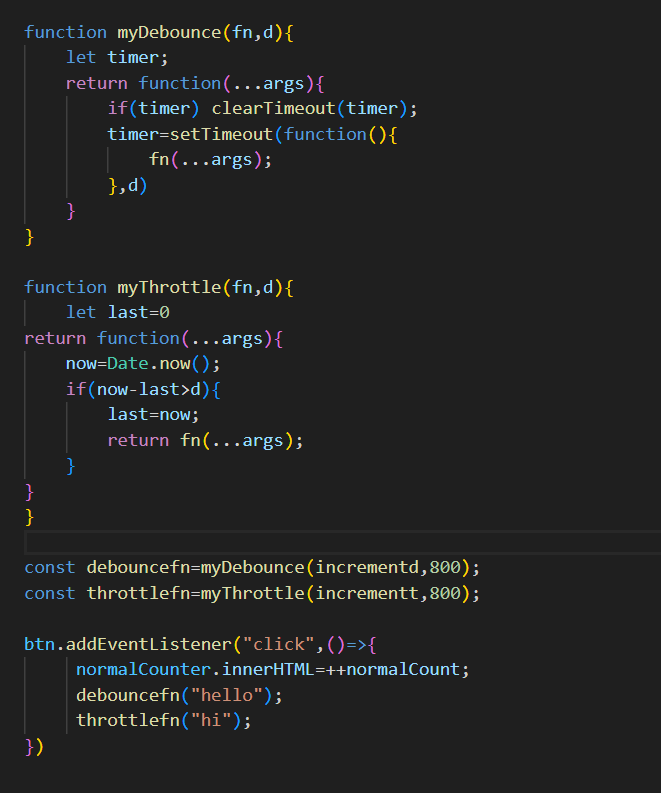 function myDebounce(fn,d){
    let timer;
    return function(...args){
        if(timer) clearTimeout(timer);
        timer=setTimeout(function(){
            fn(...args);
        },d)
    }
}

function myThrottle(fn,d){
    let last=0
return function(...args){
    now=Date.now();
    if(now-last>d){
        last=now;
        return fn(...args);
    }
}
}

const debouncefn=myDebounce(incrementd,800);
const throttlefn=myThrottle(incrementt,800);

btn.addEventListener("click",()=>{
     normalCounter.innerHTML=++normalCount;
     debouncefn("hello");
     throttlefn("hi");
})